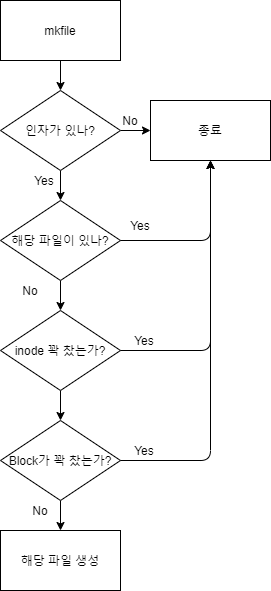 mkfile
인자가 있나?
No
종료
Yes
해당 파일이 있나?
Yes
No
inode 꽉 찼는가?
Yes
Block가 꽉 찼는가?
Yes
No
해당 파일 생성